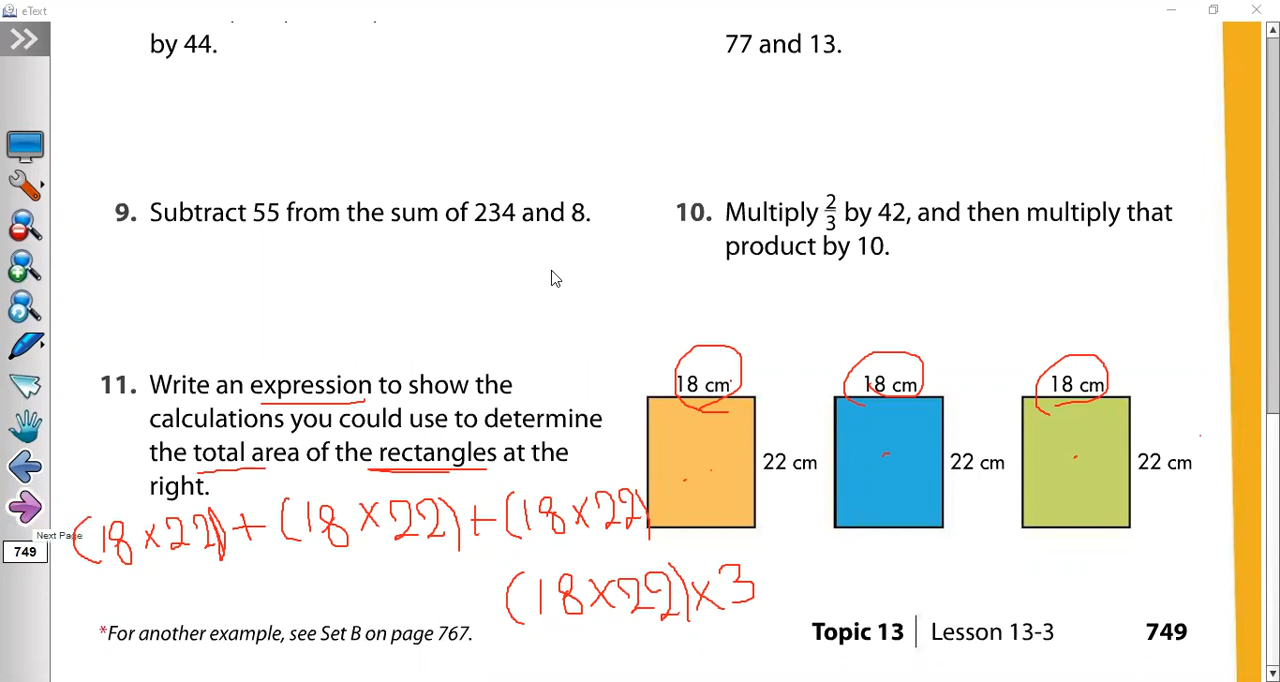 eText
by 44.
77 and 13.
9. Subtract 55 from the sum of 234 and 8.
10. Multiply 2/3 by 42, and then multiply that
product by 10.
11. Write an expression to show the
calculations you could use to determine
the total area of the rectangles at the
right.
18 cm
22 cm
18 cm
22 cm
18 cm
22 cm
(18×22)+(18×22)+(18×22)
(18×22)×3
Next Page
749
*For another example, see Set B on page 767.
Topic 13 | Lesson 13-3 749